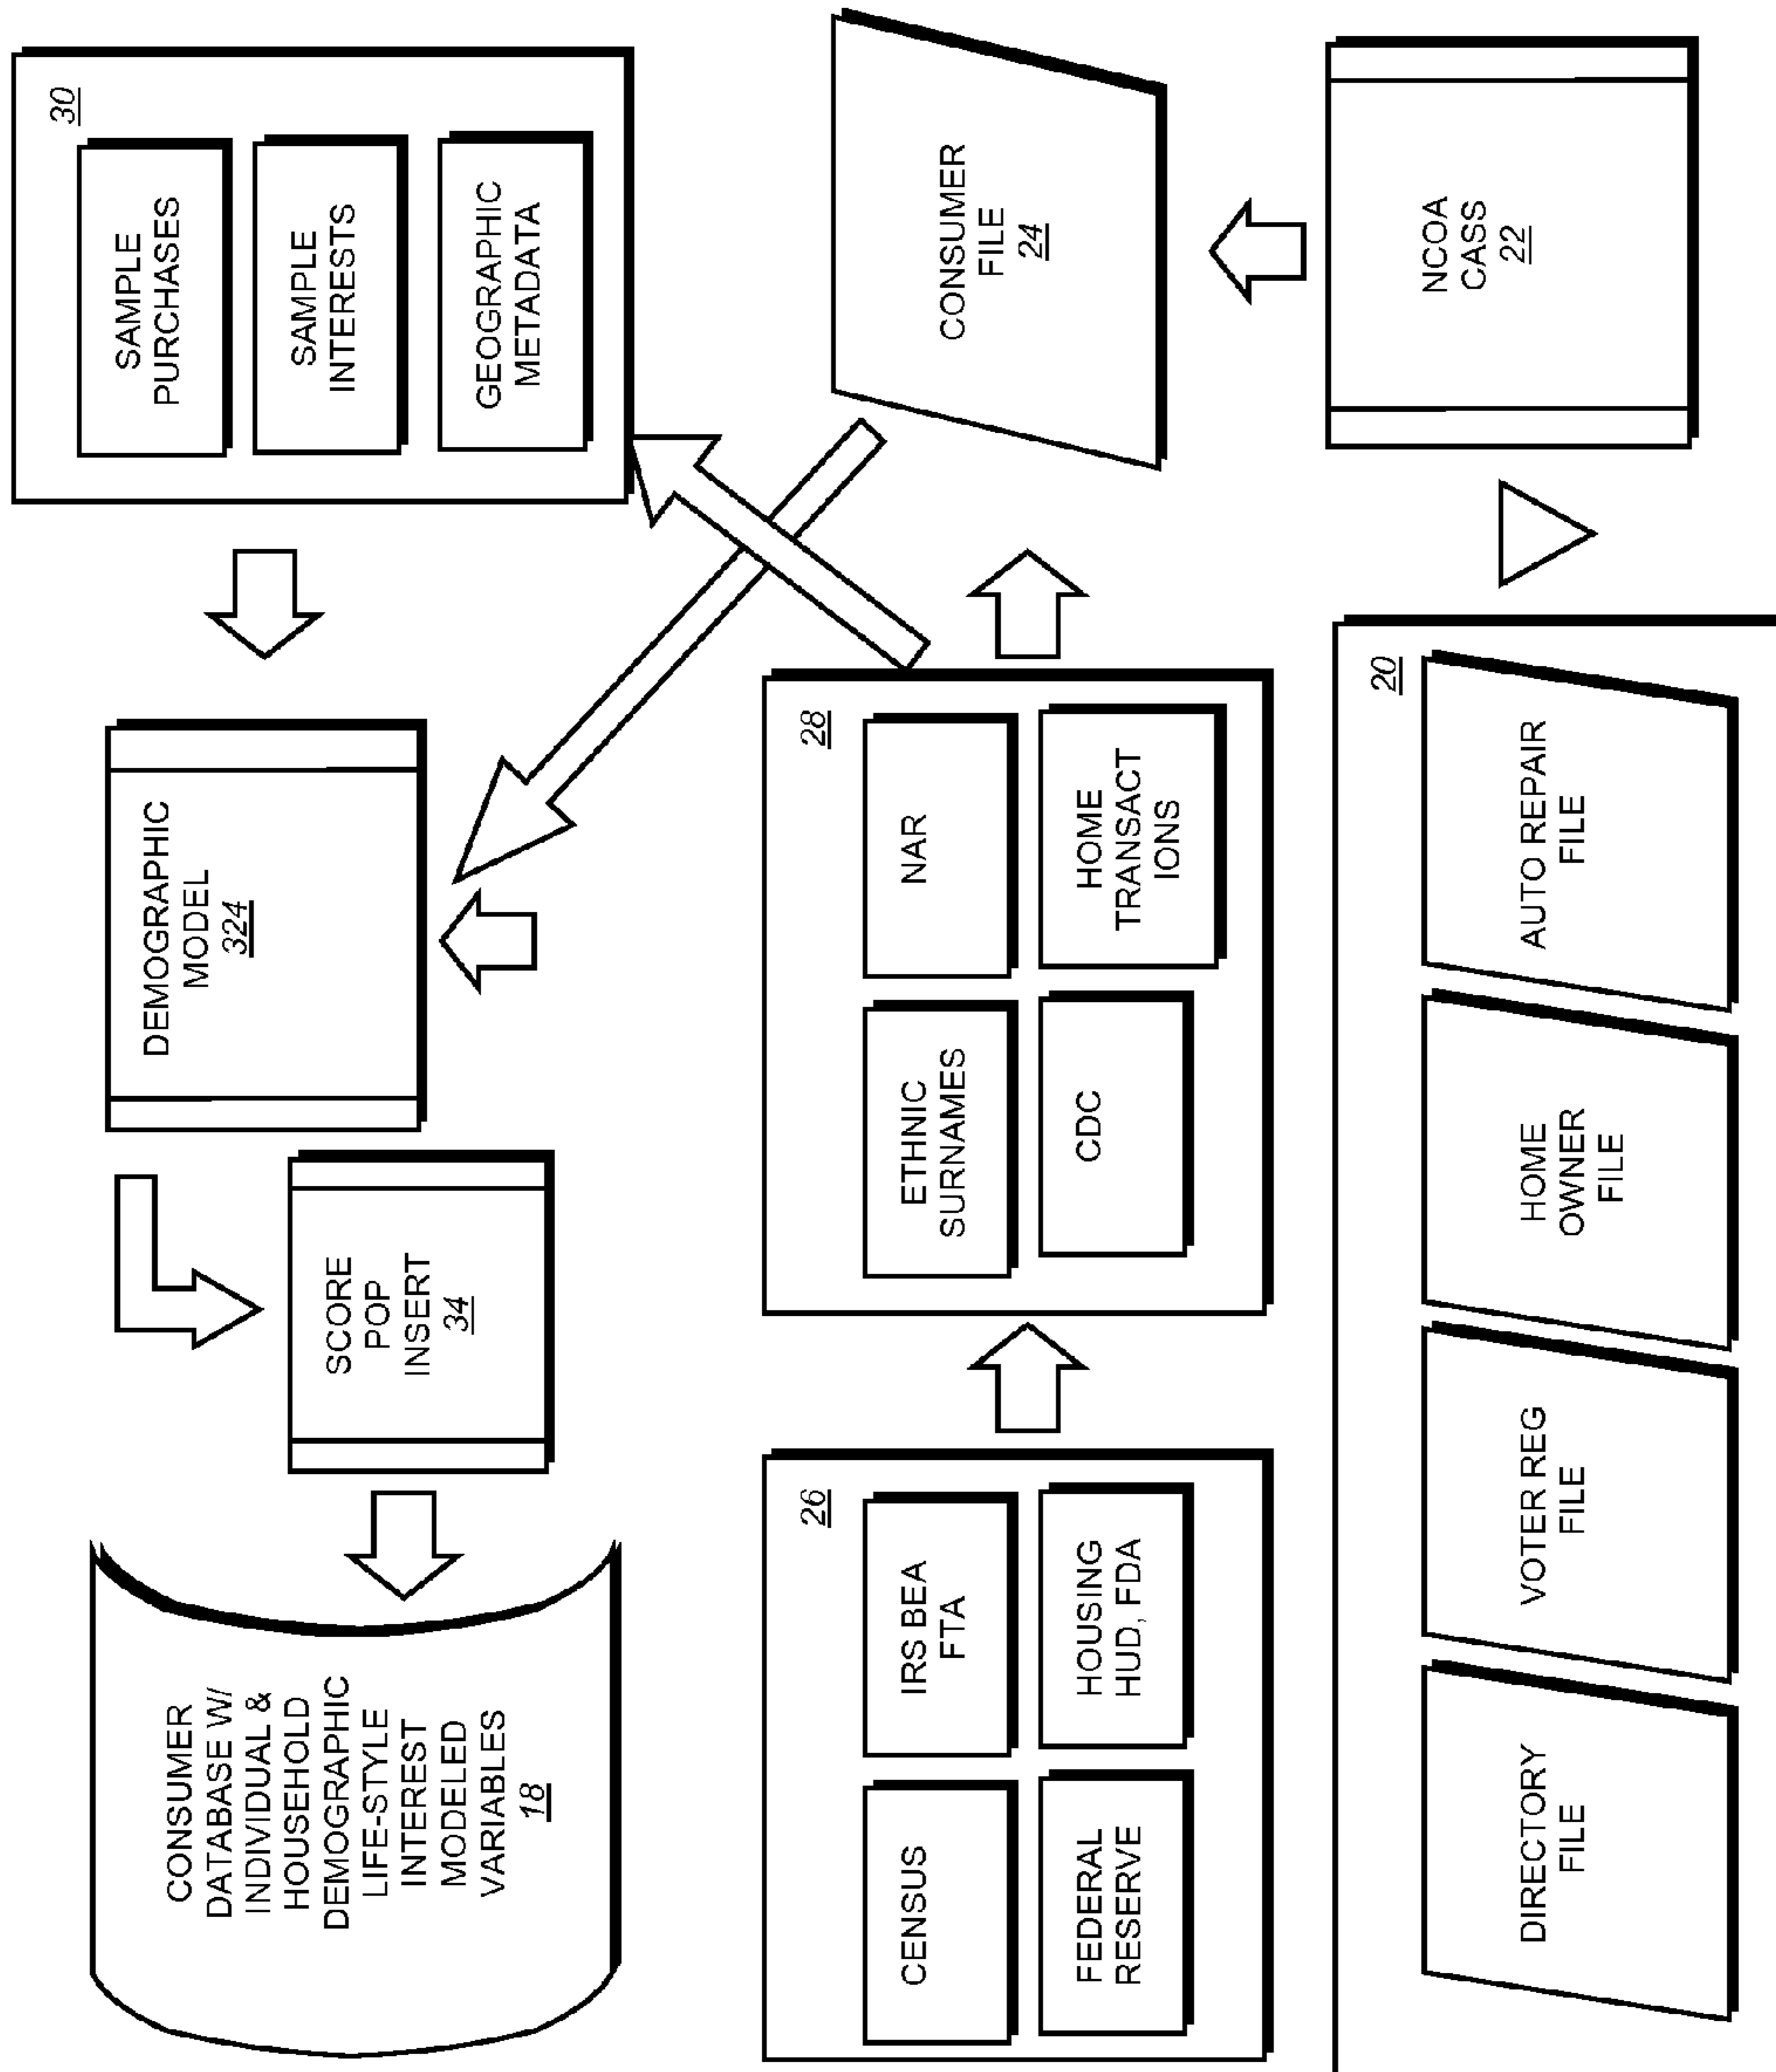 CONSUMER
DATABASE W/
INDIVIDUAL &
HOUSEHOLD
DEMOGRAPHIC
LIFE-STYLE
INTEREST
MODELED
VARIABLES
18
SCORE
POP
INSERT
34
DEMOGRAPHIC
MODEL
324
30
SAMPLE
PURCHASES
SAMPLE
INTERESTS
GEOGRAPHIC
METADATA
26
CENSUS
IRS BEA
FTA
FEDERAL
RESERVE
HOUSING
HUD, FDA
28
ETHNIC
SURNAMES
NAR
CDC
HOME
TRANSACT
IONS
CONSUMER
FILE
24
20
DIRECTORY
FILE
VOTER REG
FILE
HOME
OWNER
FILE
AUTO REPAIR
FILE
NCOA
CASS
22